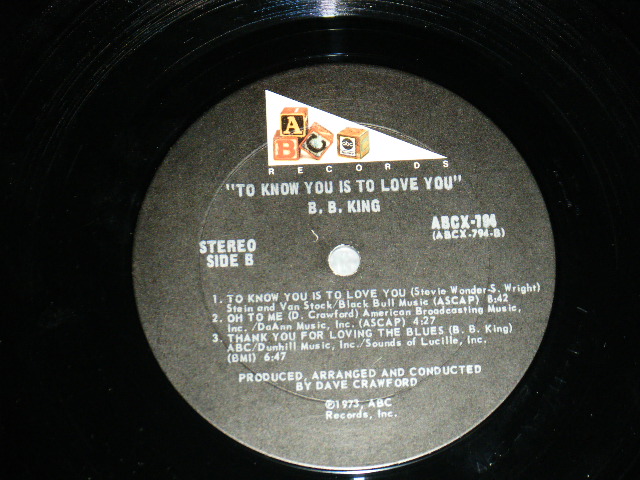 A
B C abc
RECORDS
"TO KNOW YOU IS TO LOVE YOU"
B. B. KING
ABCX-794
(ABCX-794-B)
STEREO
SIDE B
1. TO KNOW YOU IS TO LOVE YOU (Stevie Wonder-S. Wright)
Stein and Van Stock/Black Bull Music (ASCAP) 8:42
2. OH TO ME (D. Crawford) American Broadcasting Music,
Inc./DaAnn Music, Inc. (ASCAP) 4:27
3. THANK YOU FOR LOVING THE BLUES (B. B. King)
ABC/Dunhill Music, Inc./Sounds of Lucille, Inc.
(BMI) 6:47
PRODUCED, ARRANGED AND CONDUCTED
BY DAVE CRAWFORD
℗1973, ABC
Records, Inc.